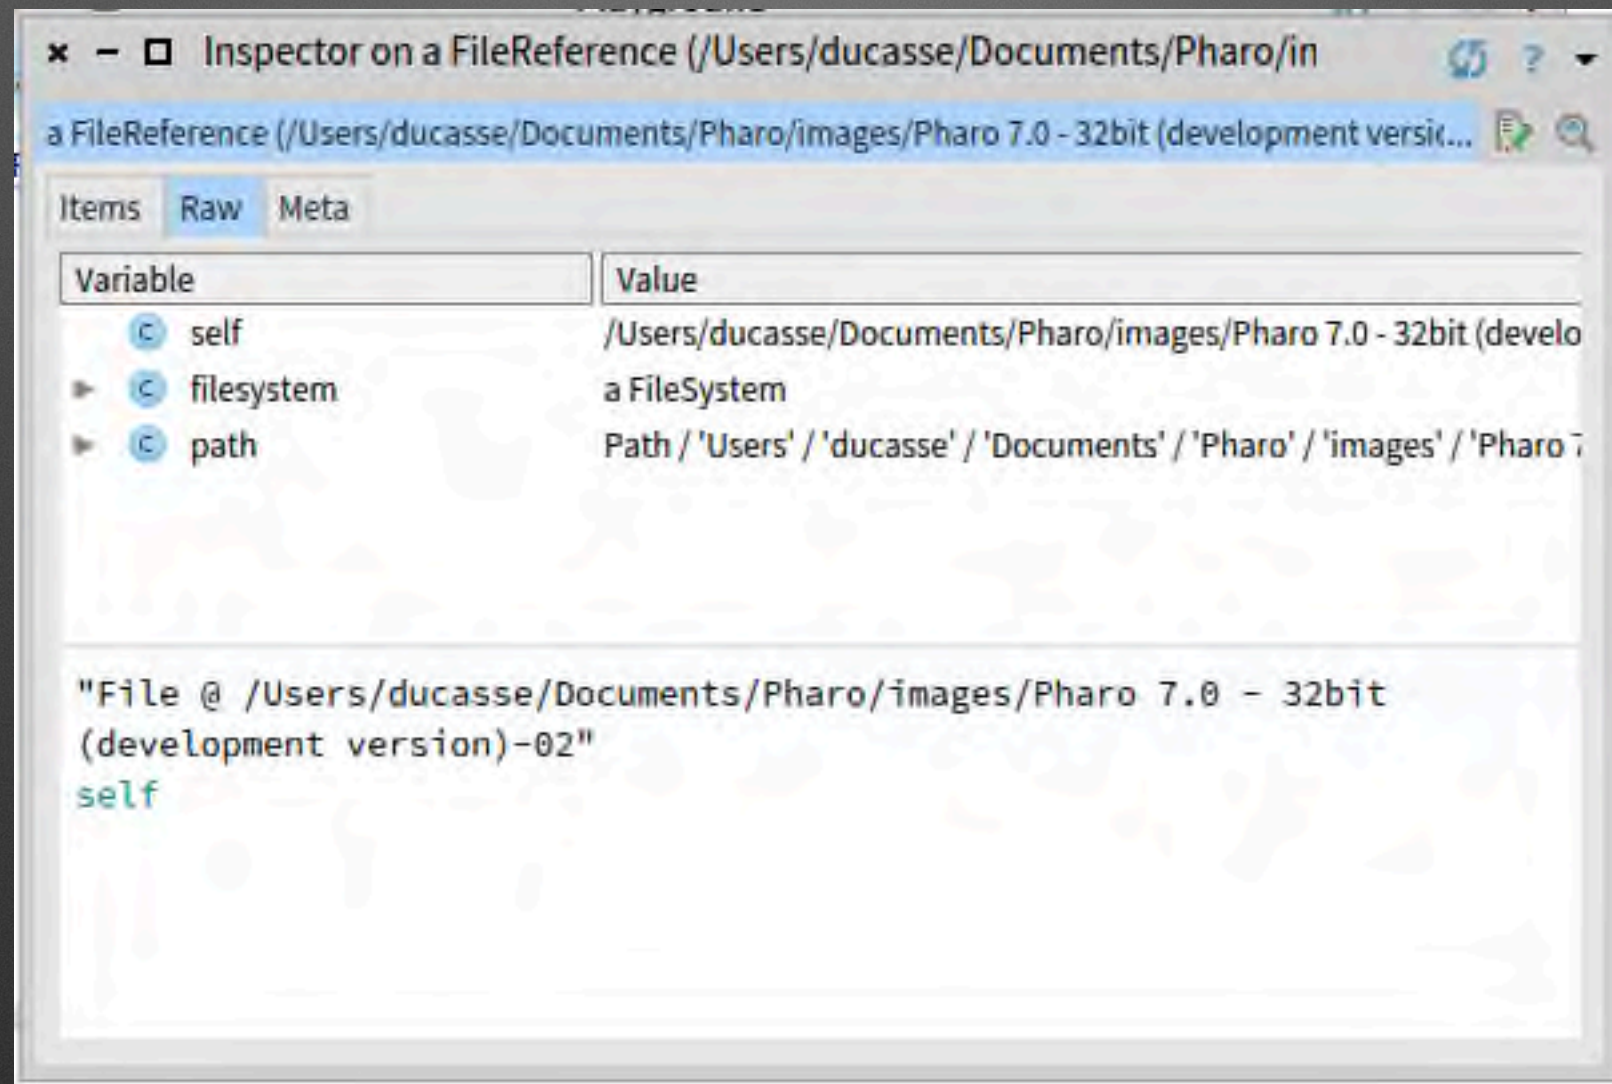 Inspector on a FileReference (/Users/ducasse/Documents/Pharo/in
?
a FileReference (/Users/ducasse/Documents/Pharo/images/Pharo 7.0 - 32bit (development versic...
Items Raw Meta
Variable Value
C self /Users/ducasse/Documents/Pharo/images/Pharo 7.0 - 32bit (develo
C filesystem a FileSystem
C path Path / 'Users' / 'ducasse' / 'Documents' / 'Pharo' / 'images' / 'Pharo 7
"File @ /Users/ducasse/Documents/Pharo/images/Pharo 7.0 - 32bit
(development version)-02"
self